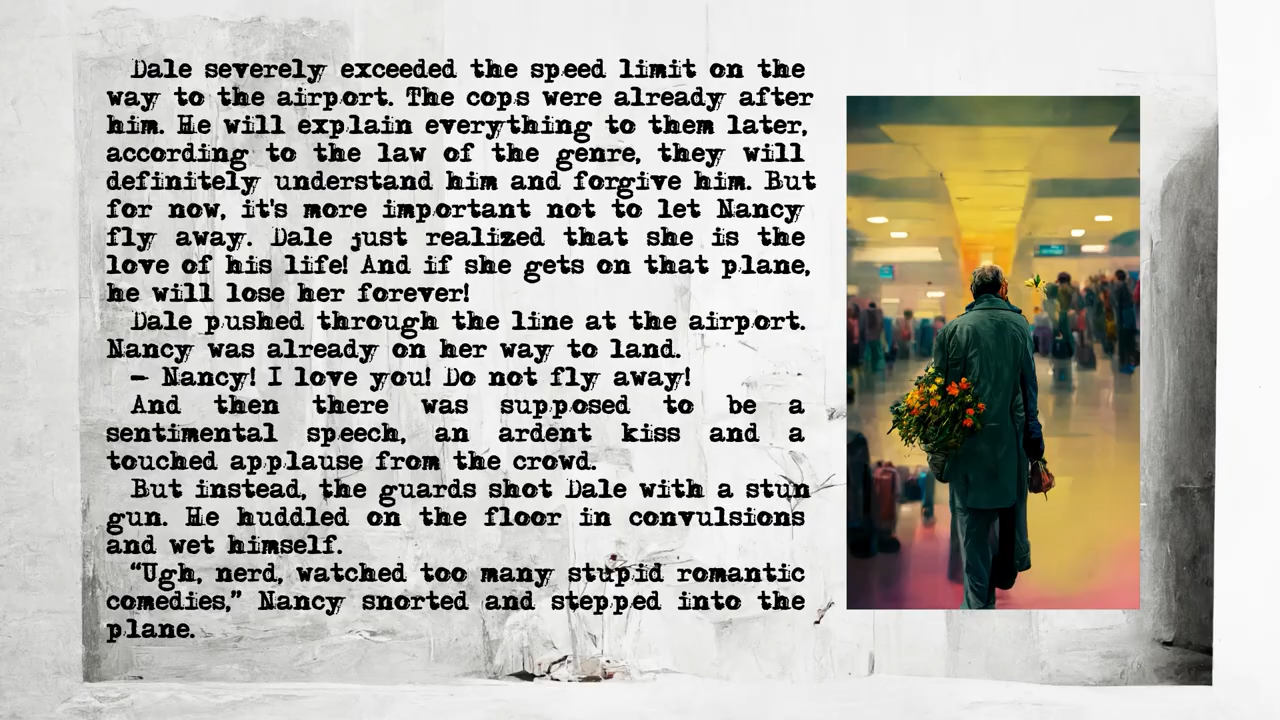 Dale severely exceeded the speed limit on the
way to the airport. The cops were already after
him. He will explain everything to them later,
according to the law of the genre, they will
definitely understand him and forgive him. But
for now, it's more important not to let Nancy
fly away. Dale just realized that she is the
love of his life! And if she gets on that plane,
he will lose her forever!
Dale pushed through the line at the airport.
Nancy was already on her way to land.
– Nancy! I love you! Do not fly away!
And then there was supposed to be a
sentimental speech, an ardent kiss and a
touched applause from the crowd.
But instead, the guards shot Dale with a stun
gun. He huddled on the floor in convulsions
and wet himself.
“Ugh, nerd, watched too many stupid romantic
comedies,” Nancy snorted and stepped into the
plane.